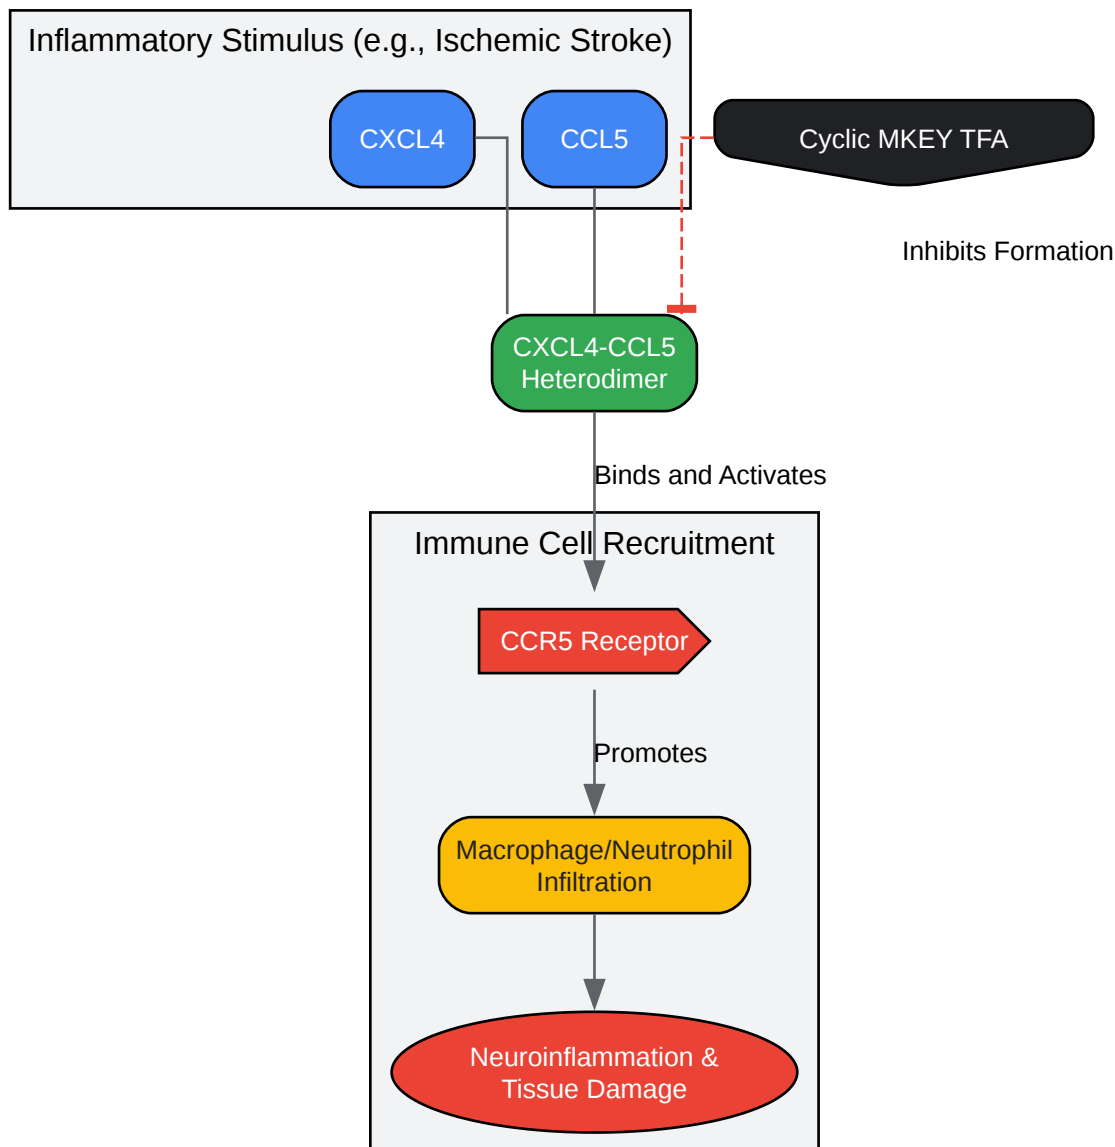 Inflammatory Stimulus (e.g., Ischemic Stroke)
CXCL4
CCL5
Cyclic MKEY TFA
Inhibits Formation
CXCL4-CCL5
Heterodimer
Binds and Activates
Immune Cell Recruitment
CCR5 Receptor
Promotes
Macrophage/Neutrophil
Infiltration
Neuroinflammation &
Tissue Damage